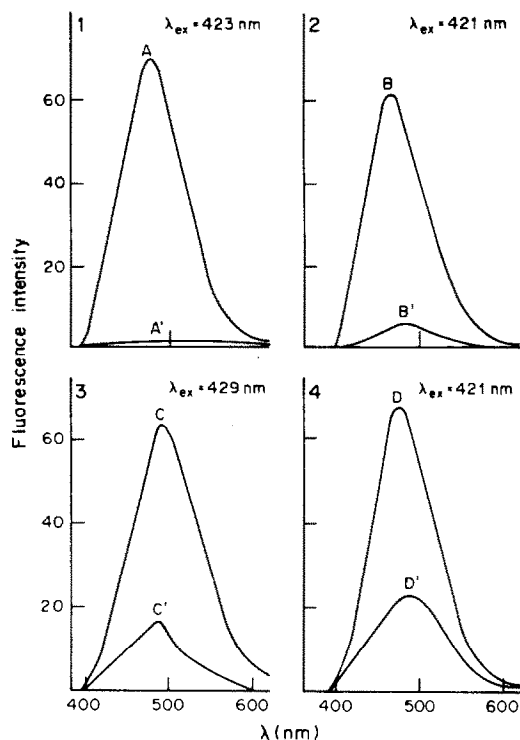 1 λex = 423 nm
A
A'
60
40
20
2 λex = 421 nm
B
B'
Fluorescence intensity
3 λex = 429 nm
C
C'
60
40
20
400 500 600
4 λex = 421 nm
D
D'
400 500 600
λ (nm)